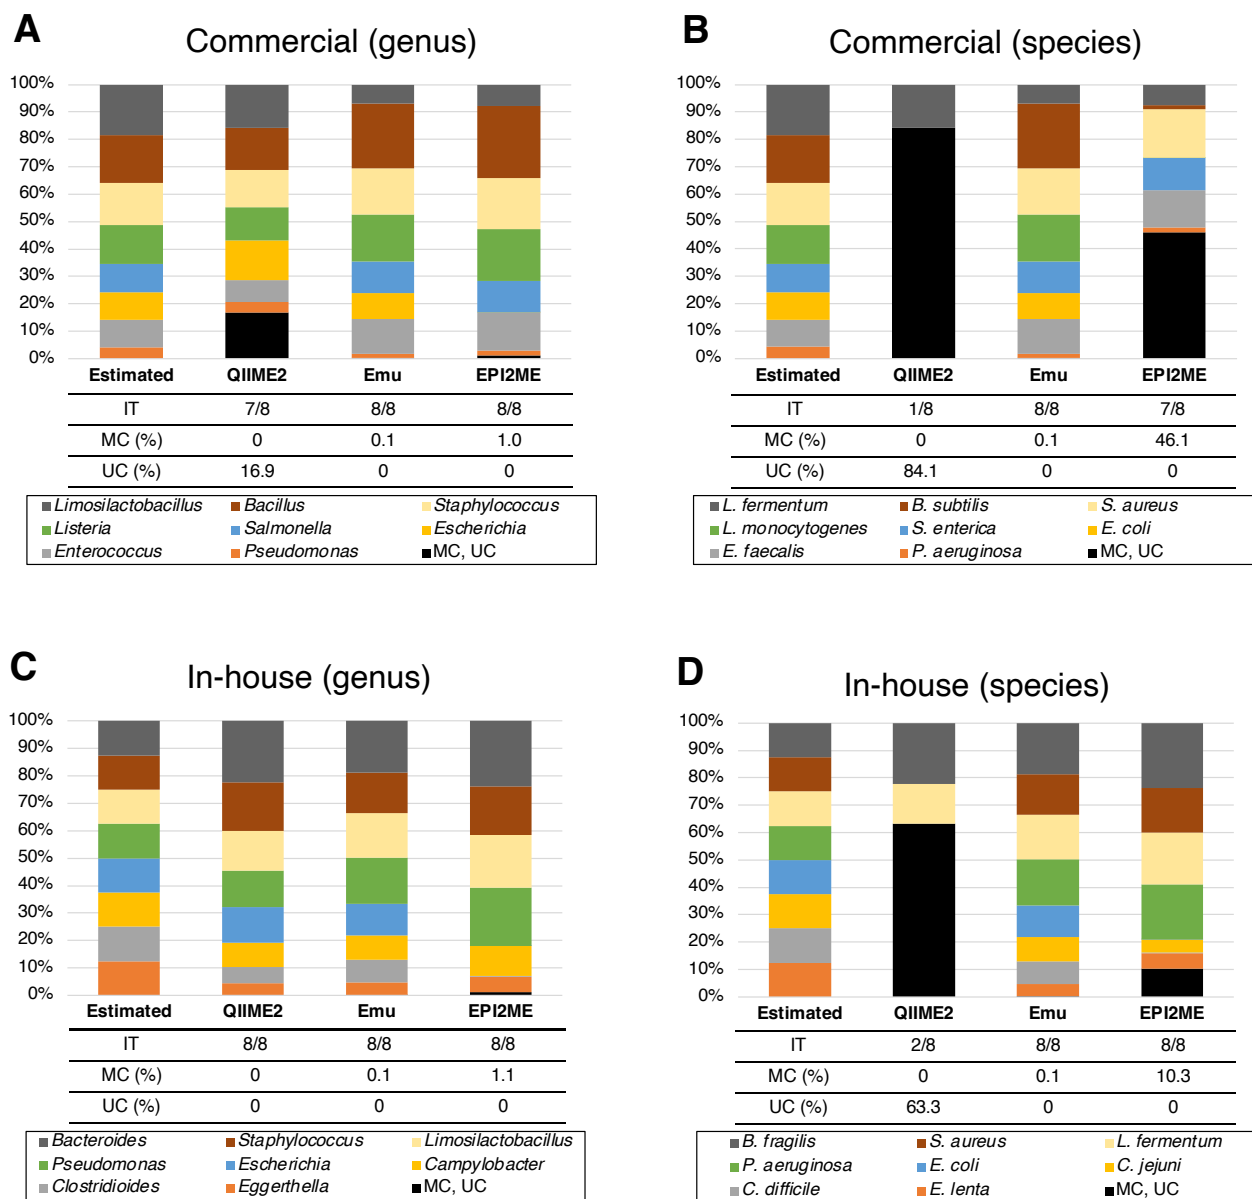 A
Commercial (genus)
100%
90%
80%
70%
60%
50%
40%
30%
20%
10%
0%
Estimated QIIME2 Emu EPI2ME
IT 7/8 8/8 8/8
MC (%) 0 0.1 1.0
UC (%) 16.9 0 0
Limosilactobacillus Bacillus Staphylococcus
Listeria Salmonella Escherichia
Enterococcus Pseudomonas MC, UC
B
Commercial (species)
100%
90%
80%
70%
60%
50%
40%
30%
20%
10%
0%
Estimated QIIME2 Emu EPI2ME
IT 1/8 8/8 7/8
MC (%) 0 0.1 46.1
UC (%) 84.1 0 0
L. fermentum B. subtilis S. aureus
L. monocytogenes S. enterica E. coli
E. faecalis P. aeruginosa MC, UC
C
In-house (genus)
100%
90%
80%
70%
60%
50%
40%
30%
20%
10%
0%
Estimated QIIME2 Emu EPI2ME
IT 8/8 8/8 8/8
MC (%) 0 0.1 1.1
UC (%) 0 0 0
Bacteroides Staphylococcus Limosilactobacillus
Pseudomonas Escherichia Campylobacter
Clostridioides Eggerthella MC, UC
D
In-house (species)
100%
90%
80%
70%
60%
50%
40%
30%
20%
10%
0%
Estimated QIIME2 Emu EPI2ME
IT 2/8 8/8 8/8
MC (%) 0 0.1 10.3
UC (%) 63.3 0 0
B. fragilis S. aureus L. fermentum
P. aeruginosa E. coli C. jejuni
C. difficile E. lenta MC, UC